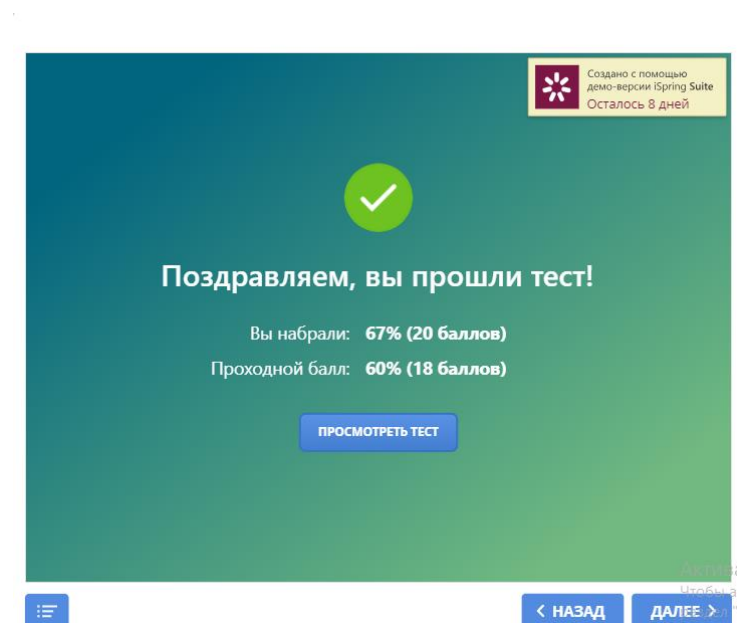 Создано с помощью
демо-версии iSpring Suite
Осталось 8 дней
Поздравляем, вы прошли тест!
Вы набрали: 67% (20 баллов)
Проходной балл: 60% (18 баллов)
ПРОСМОТРЕТЬ ТЕСТ
Чтобы
< НАЗАД
ДАЛЕЕ >